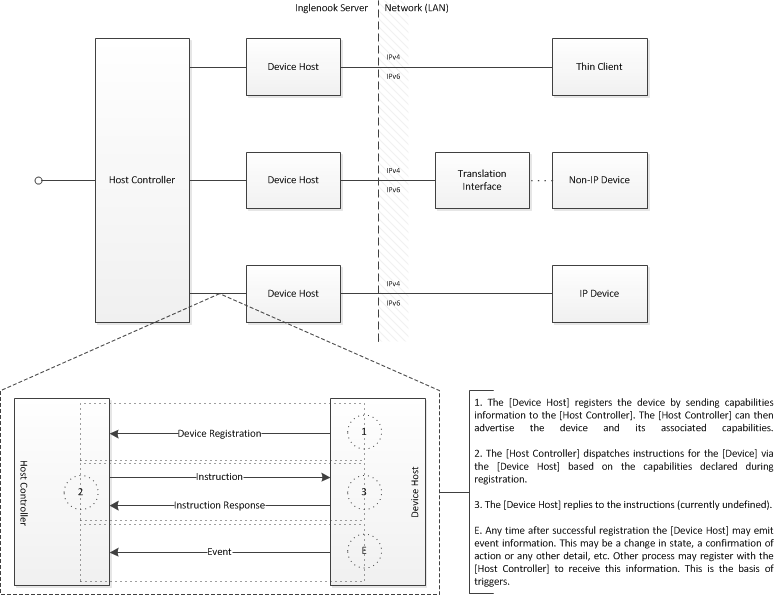 Inglenook Server
Network (LAN)
Device Host
IPv4
IPv6
Thin Client
Host Controller
Device Host
IPv4
IPv6
Translation
Interface
Non-IP Device
Device Host
IPv4
IPv6
IP Device
Host Controller
Device Registration
1
Instruction
2
3
Instruction Response
Event
E
Device Host
1. The [Device Host] registers the device by sending capabilities
information to the [Host Controller]. The [Host Controller] can then
advertise the device and its associated capabilities.
2. The [Host Controller] dispatches instructions for the [Device] via
the [Device Host] based on the capabilities declared during
registration.
3. The [Device Host] replies to the instructions (currently undefined).
E. Any time after successful registration the [Device Host] may emit
event information. This may be a change in state, a confirmation of
action or any other detail, etc. Other process may register with the
[Host Controller] to receive this information. This is the basis of
triggers.